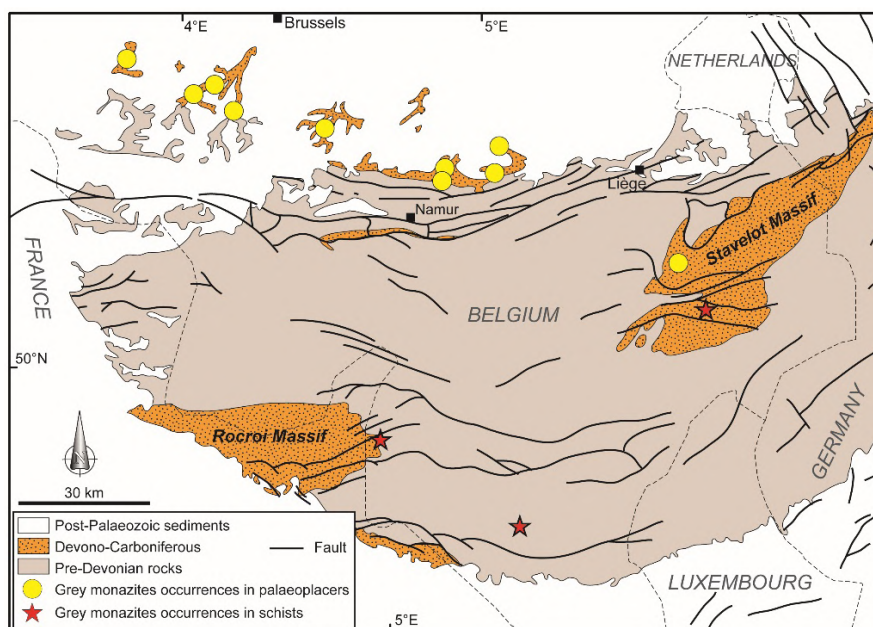 4°E
5°E
Brussels
NETHERLANDS
Liège
Namur
Stavelot Massif
FRANCE
BELGIUM
50°N
Rocroi Massif
GERMANY
N
30 km
Post-Palaeozoic sediments
Devono-Carboniferous
Fault
Pre-Devonian rocks
Grey monazites occurrences in palaeoplacers
Grey monazites occurrences in schists
LUXEMBOURG
5°E